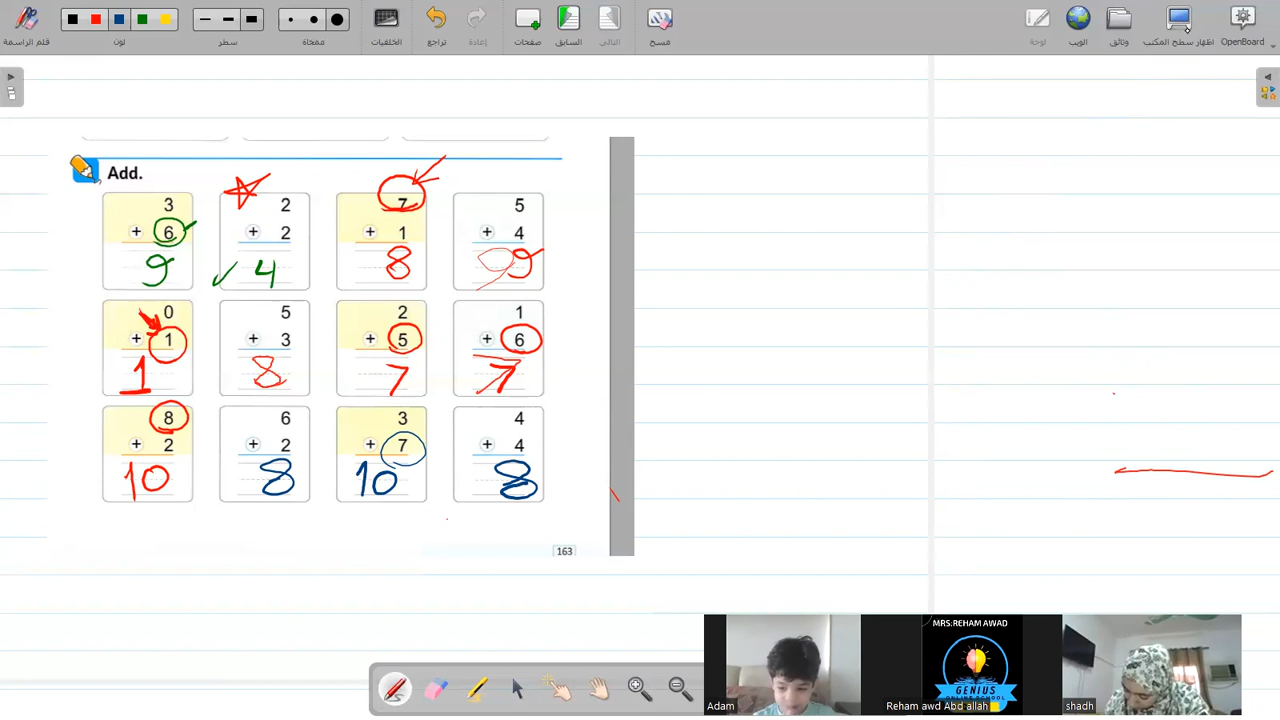 قلم الراسمة
لون
سطر
ممحاة
الخلفيات
تراجع
إعادة
صفحات
السابق
التالي
مسح
لوحة
الويب
وثائق
اظهار سطح المكتب
OpenBoard
Add.
3 2 7 5
+ 6 + 2 + 1 + 4
9 4 8 9 9
0 5 2 1
+ 1 + 3 + 5 + 6
1 8 7 7
8 6 3 4
+ 2 + 2 + 7 + 4
10 8 10 8
163
MRS:REHAM AWAD
GENIUS
ONLINE SCHOOL
Adam
Reham awd Abd allah
shadh